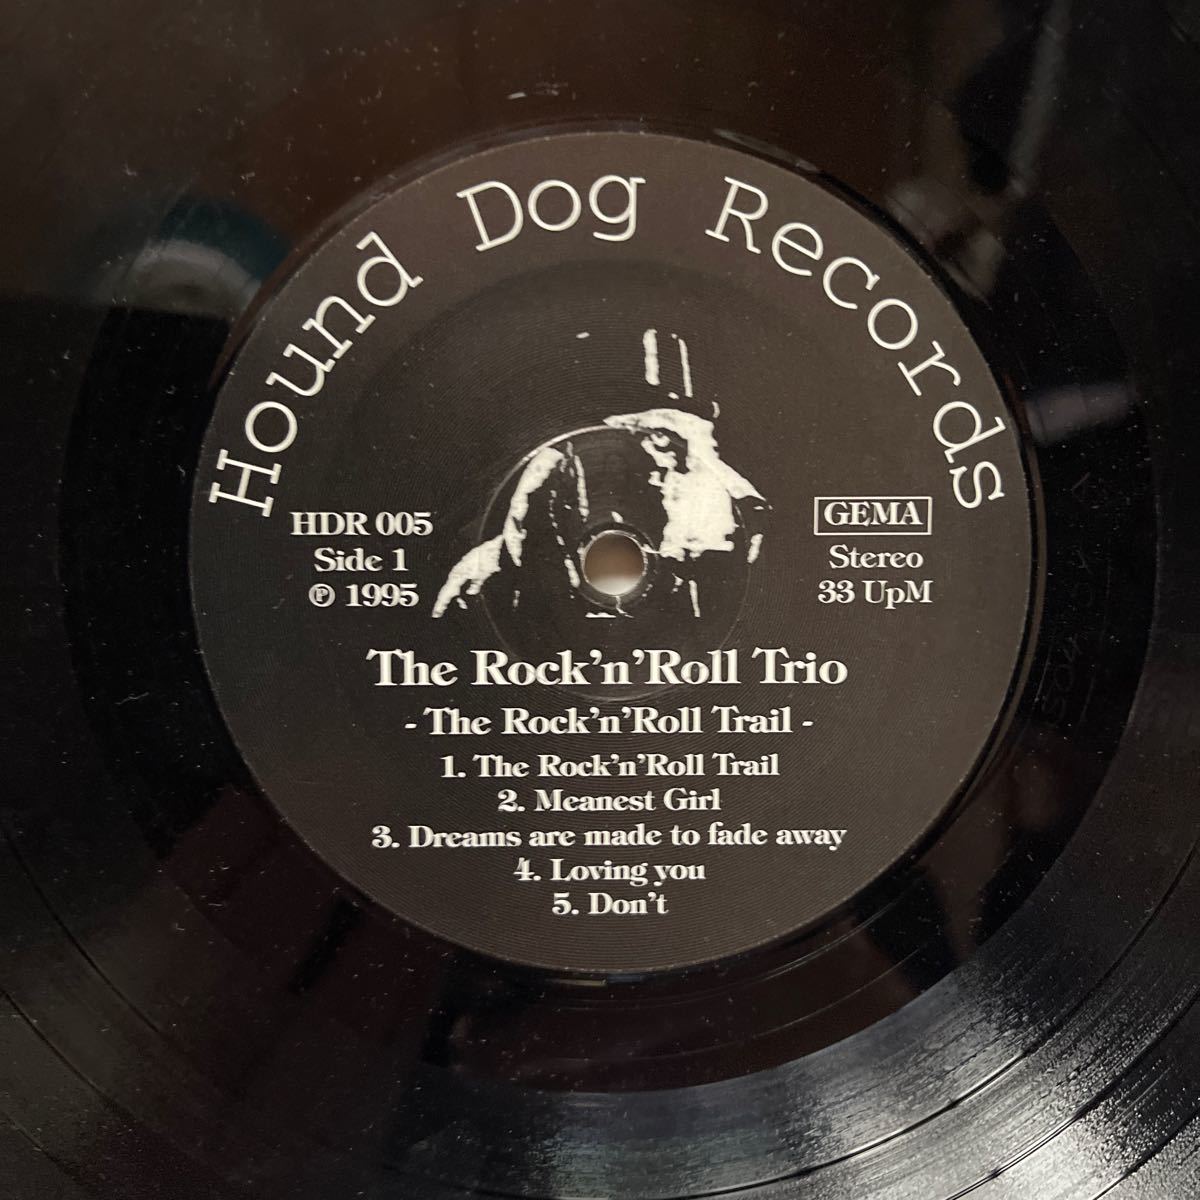 Hound Dog Records
HDR 005
Side 1
℗ 1995
GEMA
Stereo
33 UpM
The Rock'n'Roll Trio
- The Rock'n'Roll Trail -
1. The Rock'n'Roll Trail
2. Meanest Girl
3. Dreams are made to fade away
4. Loving you
5. Don't